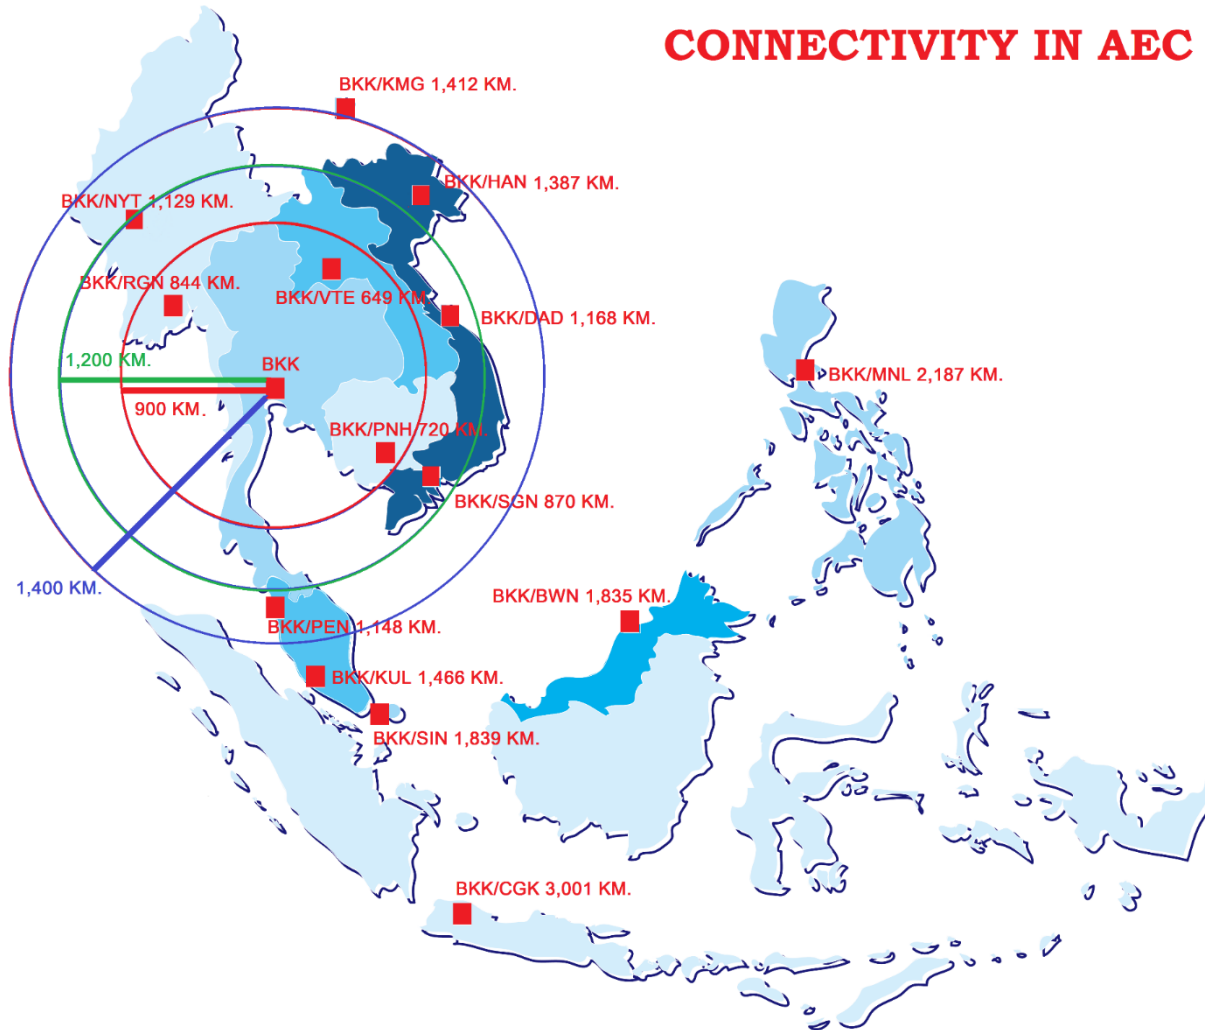 CONNECTIVITY IN AEC
BKK/KMG 1,412 KM.
BKK/HAN 1,387 KM.
BKK/NYT 1,129 KM.
BKK/RGN 844 KM.
BKK/VTE 649 KM.
BKK/DAD 1,168 KM.
1,200 KM.
BKK
BKK/MNL 2,187 KM.
900 KM.
BKK/PNH 720 KM.
BKK/SGN 870 KM.
1,400 KM.
BKK/BWN 1,835 KM.
BKK/PEN 1,148 KM.
BKK/KUL 1,466 KM.
BKK/SIN 1,839 KM.
BKK/CGK 3,001 KM.